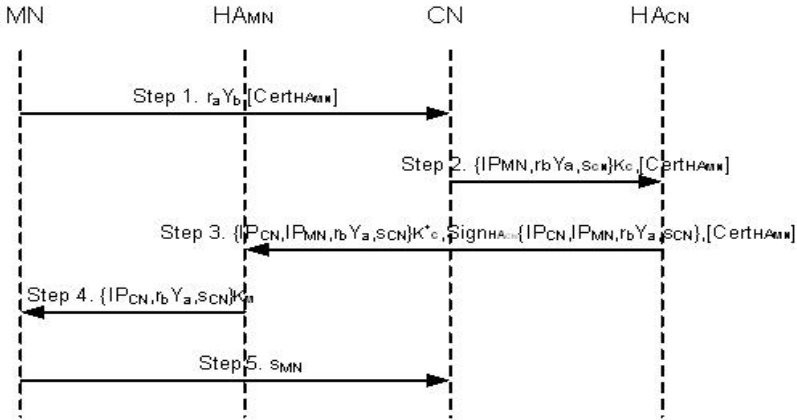 MN HAMN CN HACN
Step 1. raYb,[CertHAMN]
Step 2. {IPMN,rbYa,sCN}Kc,[CertHAMN]
Step 3. {IPCN,IPMN,rbYa,sCN}K+c,SignHACN{IPCN,IPMN,rbYa,sCN},[CertHAMN]
Step 4. {IPCN,rbYa,sCN}KM
Step 5. sMN